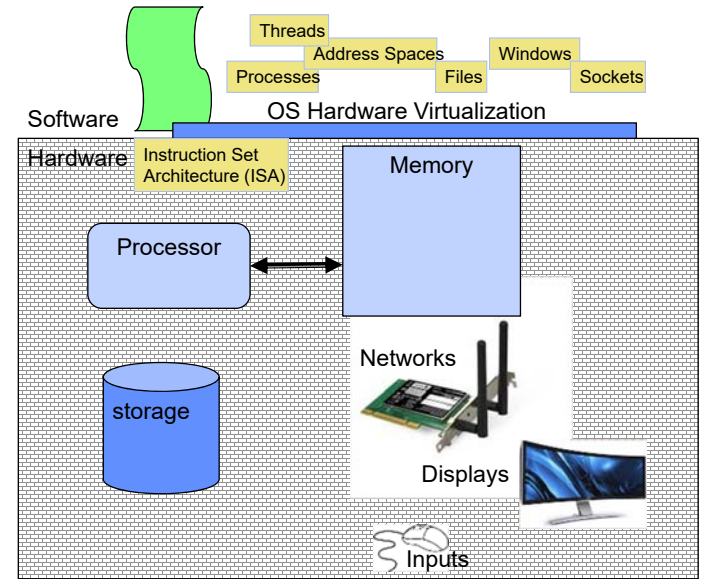 Threads
Address Spaces
Windows
Processes
Files
Sockets
Software
OS Hardware Virtualization
Hardware
Instruction Set
Architecture (ISA)
Memory
Processor
Networks
storage
Displays
Inputs